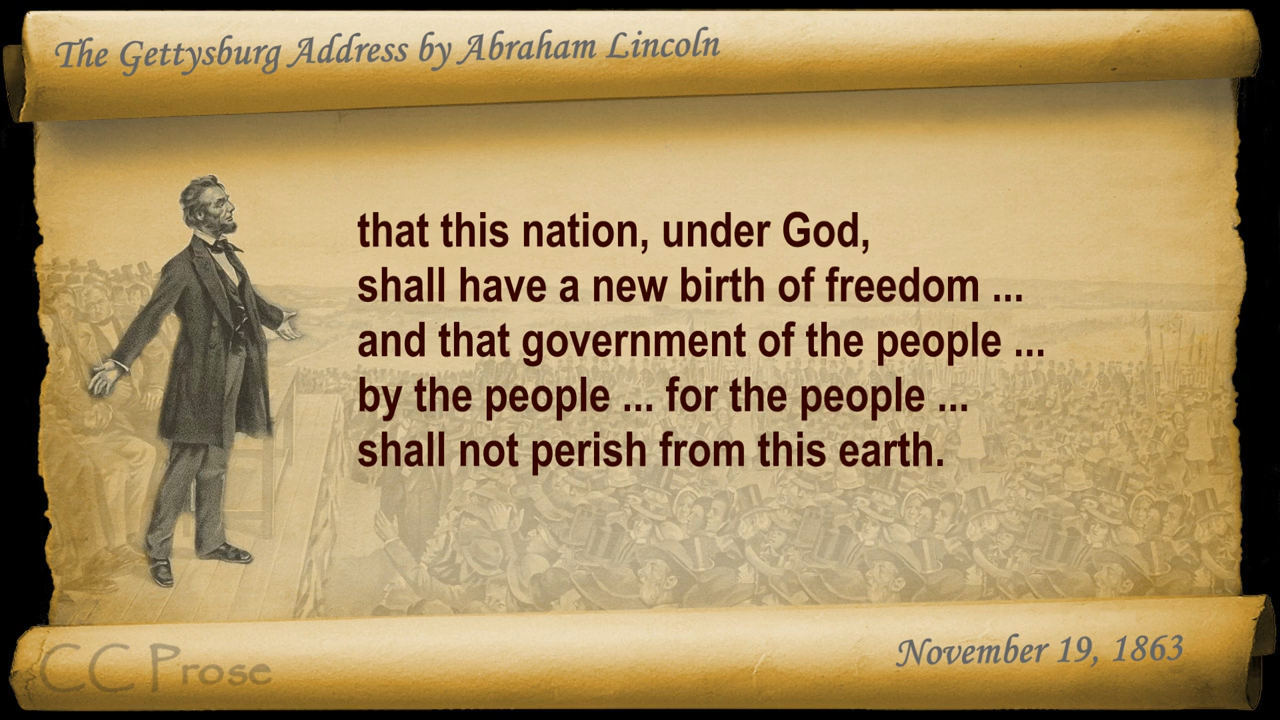 The Gettysburg Address by Abraham Lincoln
that this nation, under God,
shall have a new birth of freedom ...
and that government of the people ...
by the people ... for the people ...
shall not perish from this earth.
November 19, 1863
CC Prose